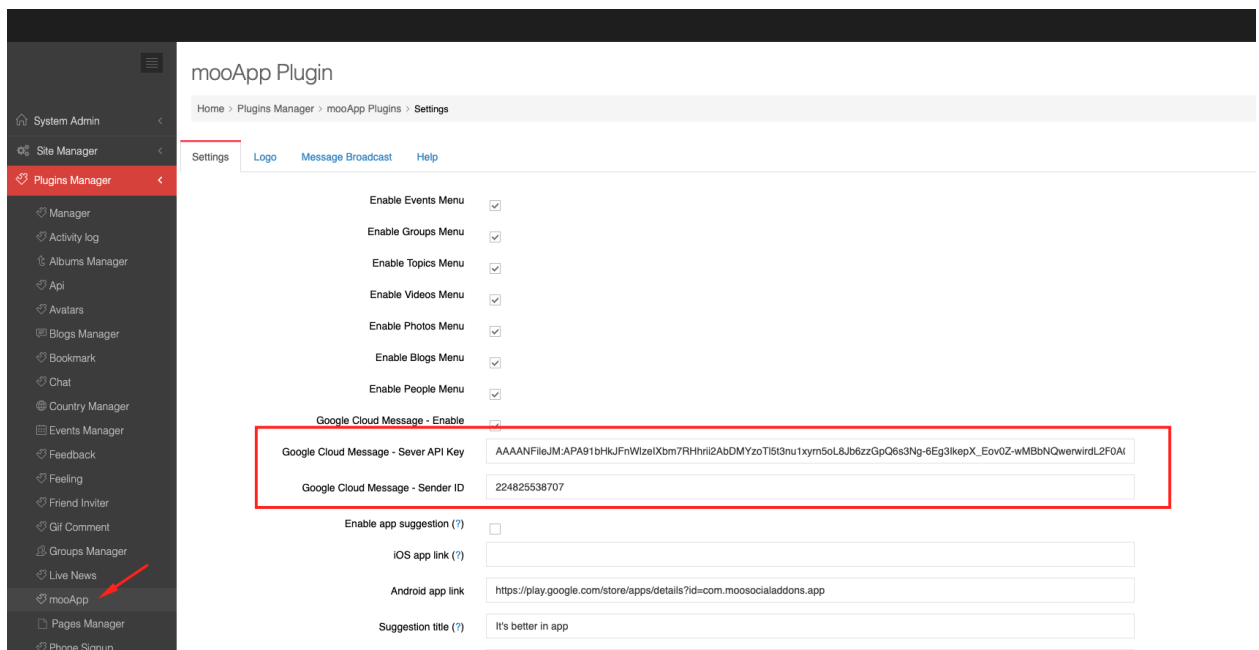 mooApp Plugin
Home > Plugins Manager > mooApp Plugins > Settings
System Admin
Site Manager
Plugins Manager
Manager
Activity log
Albums Manager
Api
Avatars
Blogs Manager
Bookmark
Chat
Country Manager
Events Manager
Feedback
Feeling
Friend Inviter
Gif Comment
Groups Manager
Live News
mooApp
Pages Manager
Phone Signup
Settings Logo Message Broadcast Help
Enable Events Menu
Enable Groups Menu
Enable Topics Menu
Enable Videos Menu
Enable Photos Menu
Enable Blogs Menu
Enable People Menu
Google Cloud Message - Enable
Google Cloud Message - Sever API Key
Google Cloud Message - Sender ID 224825538707
Enable app suggestion (?)
iOS app link (?)
Android app link https://play.google.com/store/apps/details?id=com.moosocialaddons.app
Suggestion title (?) It's better in app